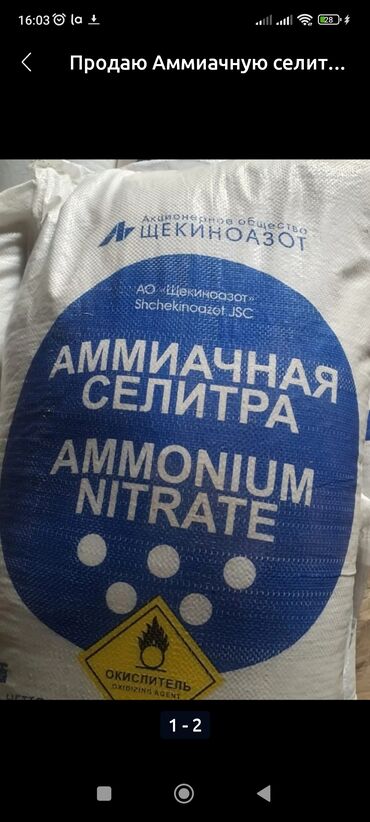 16:03
28
Продаю Аммиачную селит...
Акционерное общество
ЩЕКИНОАЗОТ
АО «Щекиноазот»
Shchekinoazot JSC
АММИАЧНАЯ
СЕЛИТРА
AMMONIUM
NITRATE
ОКИСЛИТЕЛЬ
OXIDIZING AGENT
1 - 2